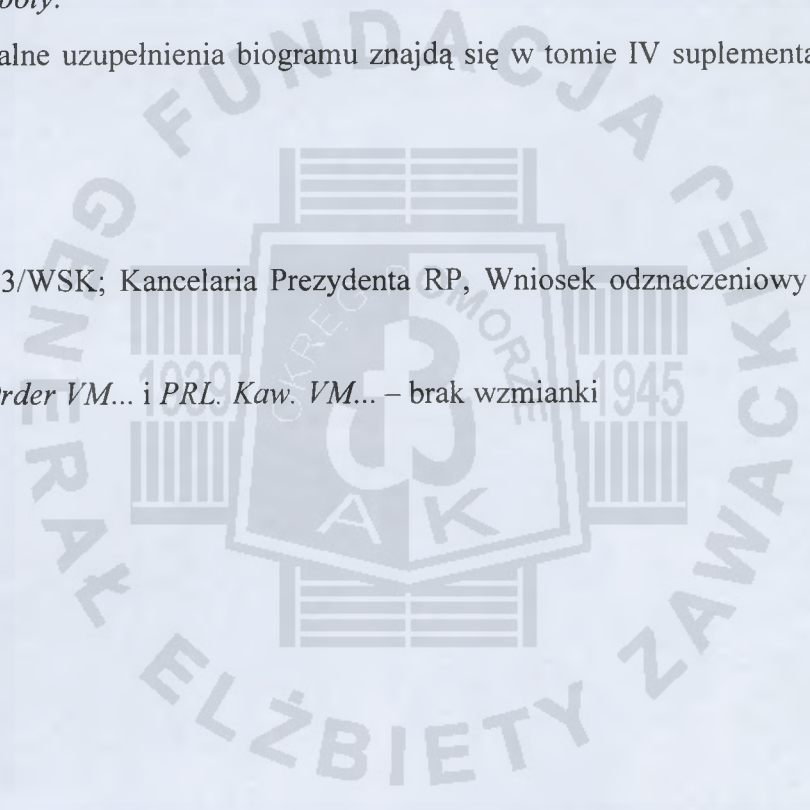 alne uzupełnienia biogramu znajdą się w tomie IV suplementa
3/WSK; Kancelaria Prezydenta RP, Wniosek odznaczeniowy
rder VM... i PRL. Kaw. VM... – brak wzmianki
FUNDACJA JEJ
GENERAŁ ELŻBIETY ZAWACKIEJ
OKRĘG POMORZE
1939
1945
AK